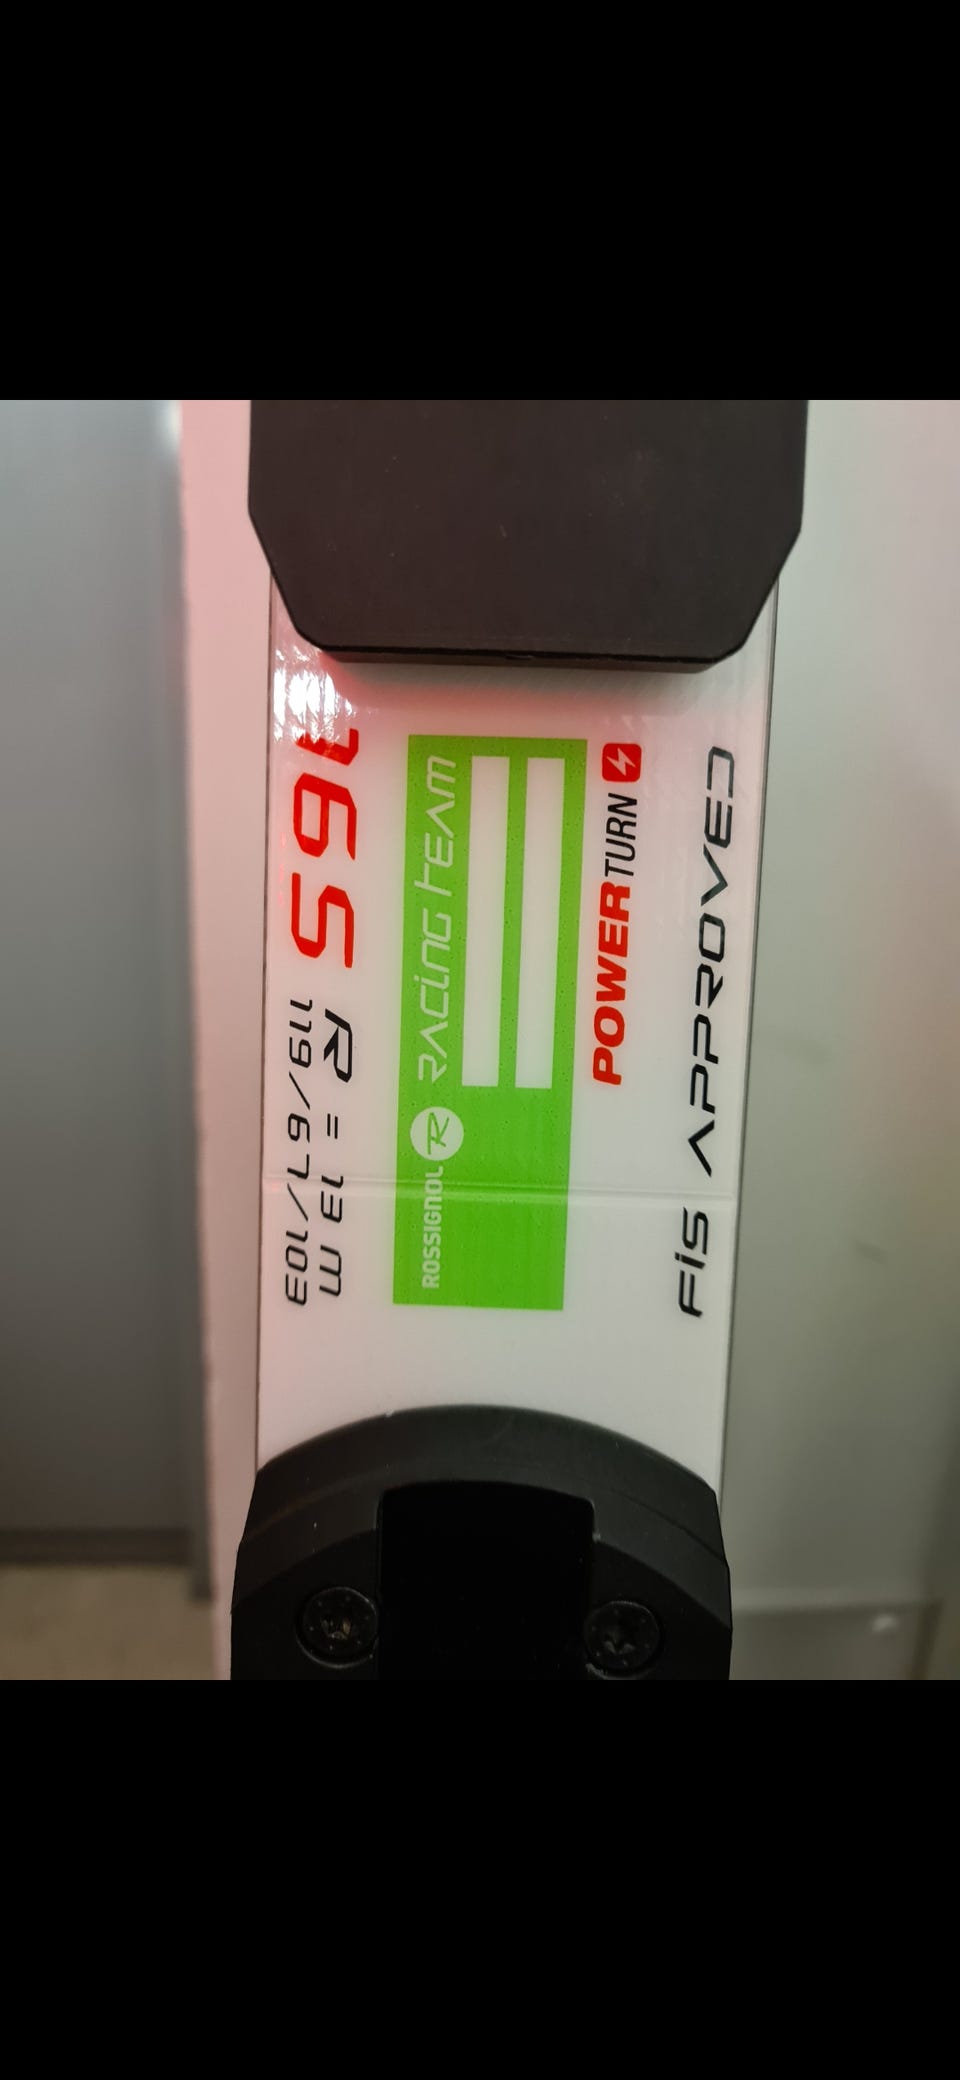 FIS APPROVED
POWERTURN
ROSSIGNOL R RACING TEAM
165
R = 13 M
119/67/103